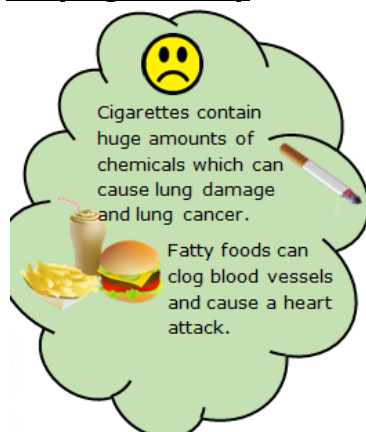 Cigarettes contain
huge amounts of
chemicals which can
cause lung damage
and lung cancer.
Fatty foods can
clog blood vessels
and cause a heart
attack.